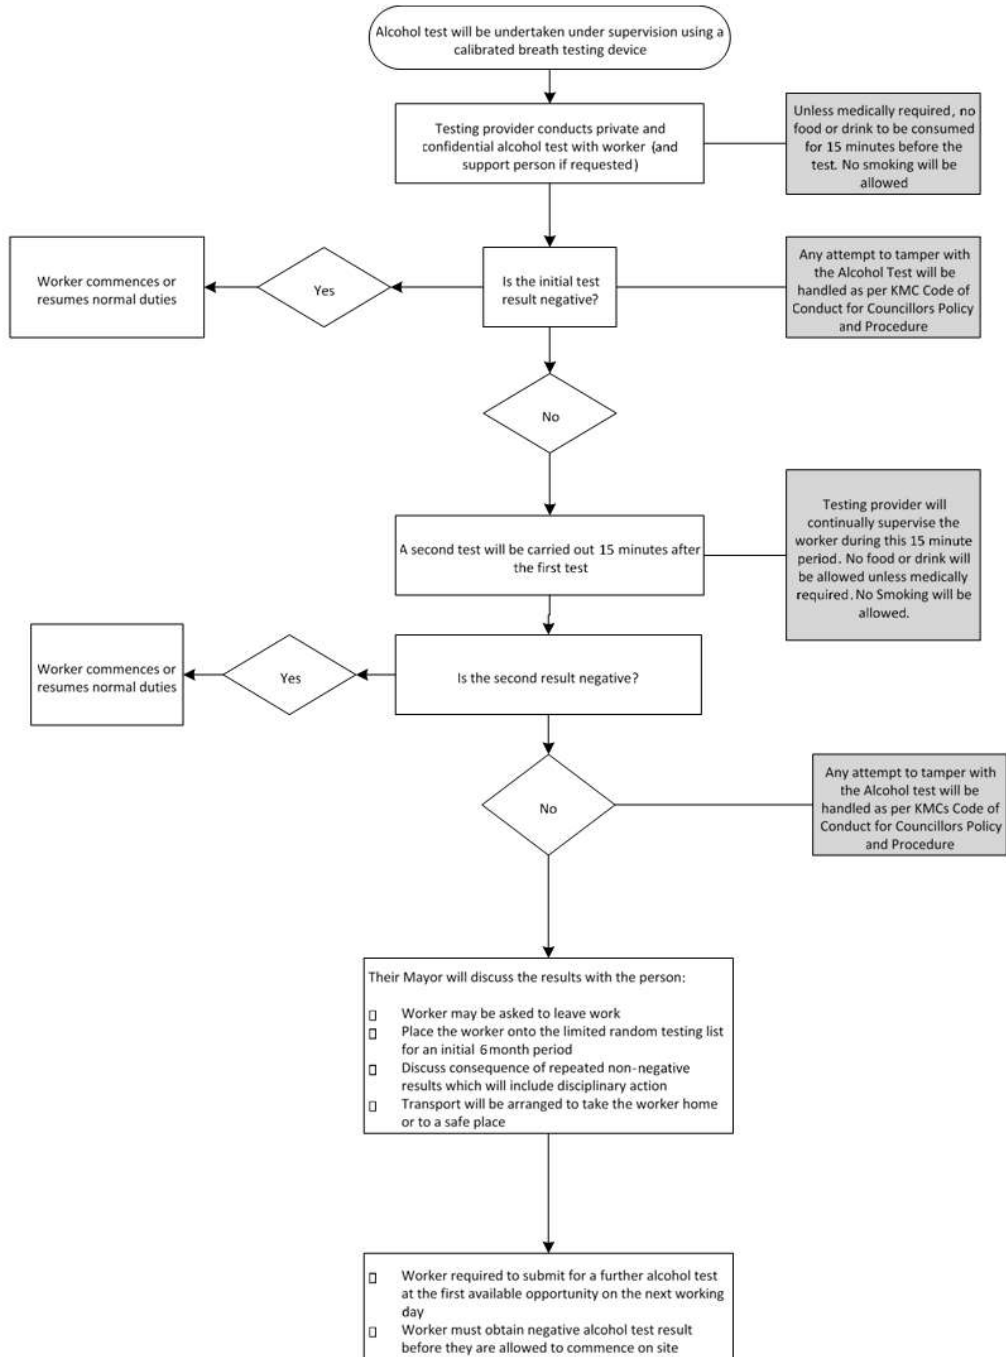 Alcohol test will be undertaken under supervision using a
calibrated breath testing device
Testing provider conducts private and
confidential alcohol test with worker (and
support person if requested)
Unless medically required, no
food or drink to be consumed
for 15 minutes before the
test. No smoking will be
allowed
Worker commences or
resumes normal duties
Yes
Is the initial test
result negative?
Any attempt to tamper with
the Alcohol Test will be
handled as per KMC Code of
Conduct for Councillors Policy
and Procedure
No
A second test will be carried out 15 minutes after
the first test
Testing provider will
continually supervise the
worker during this 15 minute
period. No food or drink will
be allowed unless medically
required. No Smoking will be
allowed.
Worker commences or
resumes normal duties
Yes
Is the second result negative?
No
Any attempt to tamper with
the Alcohol test will be
handled as per KMCs Code of
Conduct for Councillors Policy
and Procedure
Their Mayor will discuss the results with the person:
Worker may be asked to leave work
Place the worker onto the limited random testing list
for an initial 6 month period
Discuss consequence of repeated non-negative
results which will include disciplinary action
Transport will be arranged to take the worker home
or to a safe place
Worker required to submit for a further alcohol test
at the first available opportunity on the next working
day
Worker must obtain negative alcohol test result
before they are allowed to commence on site